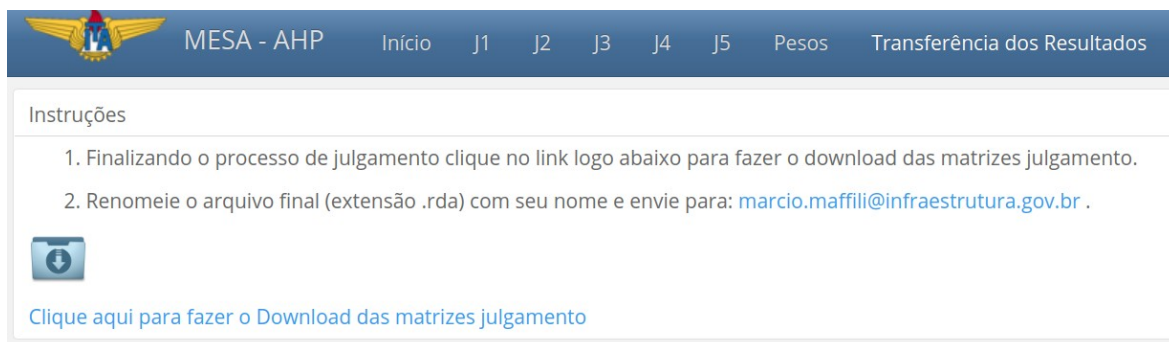 ITA MESA - AHP Início J1 J2 J3 J4 J5 Pesos Transferência dos Resultados
Instruções
1. Finalizando o processo de julgamento clique no link logo abaixo para fazer o download das matrizes julgamento.
2. Renomeie o arquivo final (extensão .rda) com seu nome e envie para: marcio.maffili@infraestrutura.gov.br .
Clique aqui para fazer o Download das matrizes julgamento